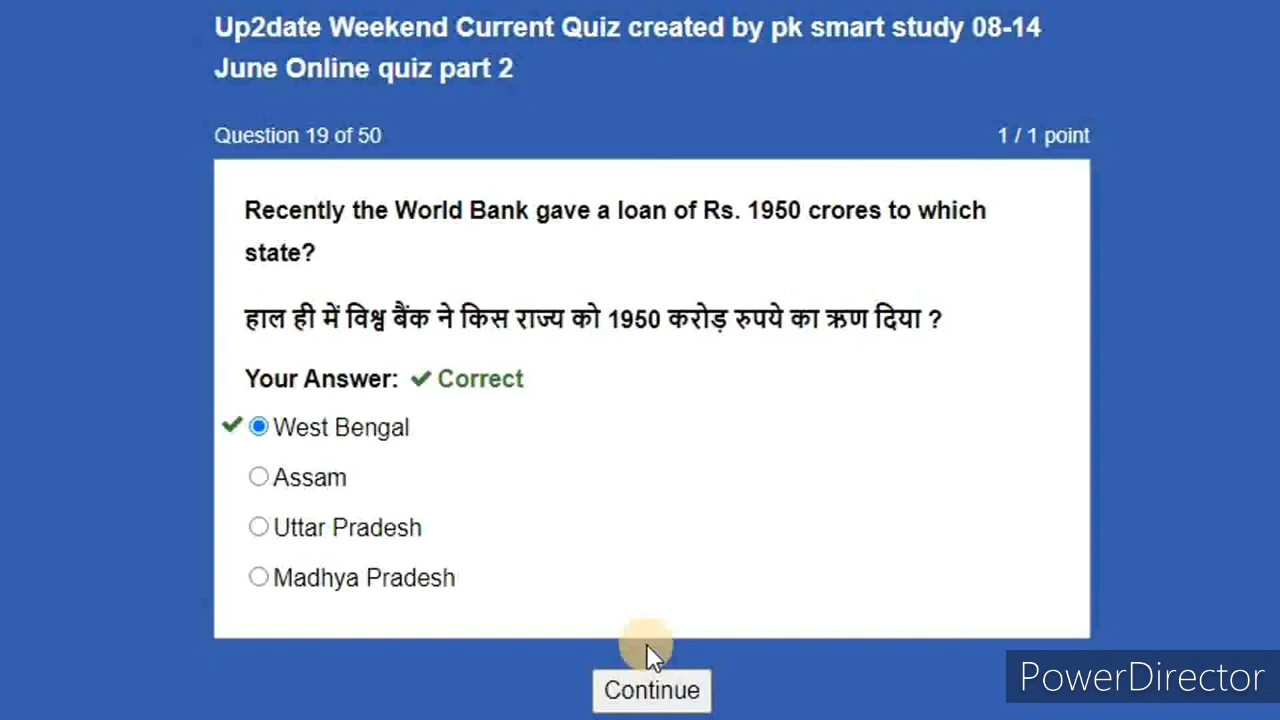 Up2date Weekend Current Quiz created by pk smart study 08-14
June Online quiz part 2
Question 19 of 50
1 / 1 point
Recently the World Bank gave a loan of Rs. 1950 crores to which
state?
हाल ही में विश्व बैंक ने किस राज्य को 1950 करोड़ रुपये का ऋण दिया ?
Your Answer: ✔ Correct
West Bengal
Assam
Uttar Pradesh
Madhya Pradesh
Continue
PowerDirector